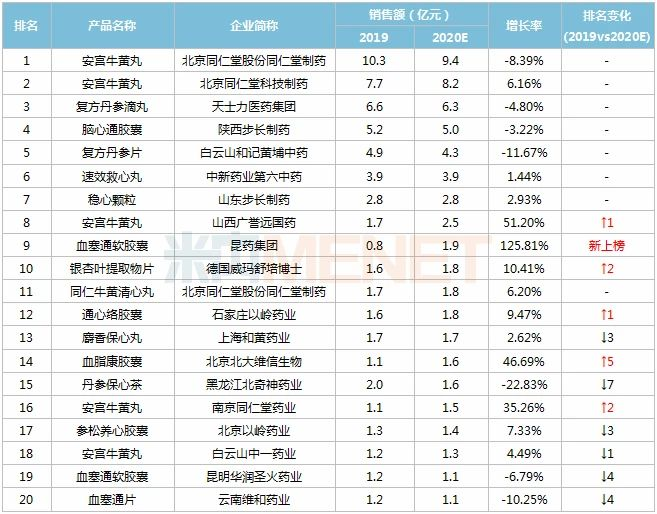 排名 产品名称 企业简称 销售额（亿元） 增长率 排名变化
2019 2020E (2019vs2020E)
1 安宫牛黄丸 北京同仁堂股份同仁堂制药 10.3 9.4 -8.39% -
2 安宫牛黄丸 北京同仁堂科技制药 7.7 8.2 6.16% -
3 复方丹参滴丸 天士力医药集团 6.6 6.3 -4.80% -
4 脑心通胶囊 陕西步长制药 5.2 5.0 -3.22% -
5 复方丹参片 白云山和记黄埔中药 4.9 4.3 -11.67% -
6 速效救心丸 中新药业第六中药 3.9 3.9 1.44% -
7 稳心颗粒 山东步长制药 2.8 2.8 2.93% -
8 安宫牛黄丸 山西广誉远国药 1.7 2.5 51.20% ↑1
9 血塞通软胶囊 昆药集团 0.8 1.9 125.81% 新上榜
10 银杏叶提取物片 德国威玛舒培博士 1.6 1.8 10.41% ↑2
11 同仁牛黄清心丸 北京同仁堂股份同仁堂制药 1.7 1.8 6.20% -
12 通心络胶囊 石家庄以岭药业 1.6 1.8 9.47% ↑1
13 麝香保心丸 上海和黄药业 1.7 1.7 2.62% ↓3
14 血脂康胶囊 北京北大维信生物 1.1 1.6 46.69% ↑5
15 丹参保心茶 黑龙江北奇神药业 2.0 1.6 -22.83% ↓7
16 安宫牛黄丸 南京同仁堂药业 1.1 1.5 35.26% ↑2
17 参松养心胶囊 北京以岭药业 1.3 1.4 7.33% ↓3
18 安宫牛黄丸 白云山中一药业 1.2 1.3 4.49% ↓1
19 血塞通软胶囊 昆明华润圣火药业 1.2 1.1 -6.79% ↓4
20 血塞通片 云南维和药业 1.2 1.1 -10.25% ↓4
米内MENET